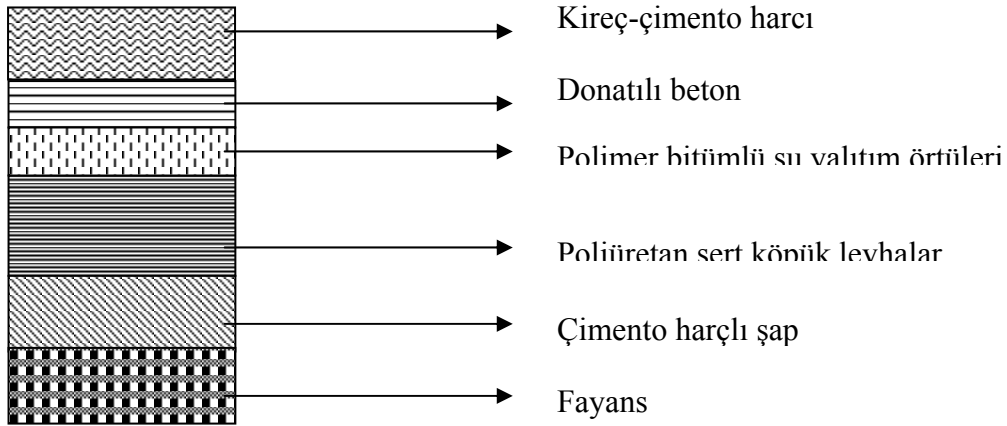 Kireç-çimento harcı
Donatılı beton
Polimer bitümlü su yalıtım örtüleri
Poliüretan sert köpük levhalar
Çimento harçlı şap
Fayans